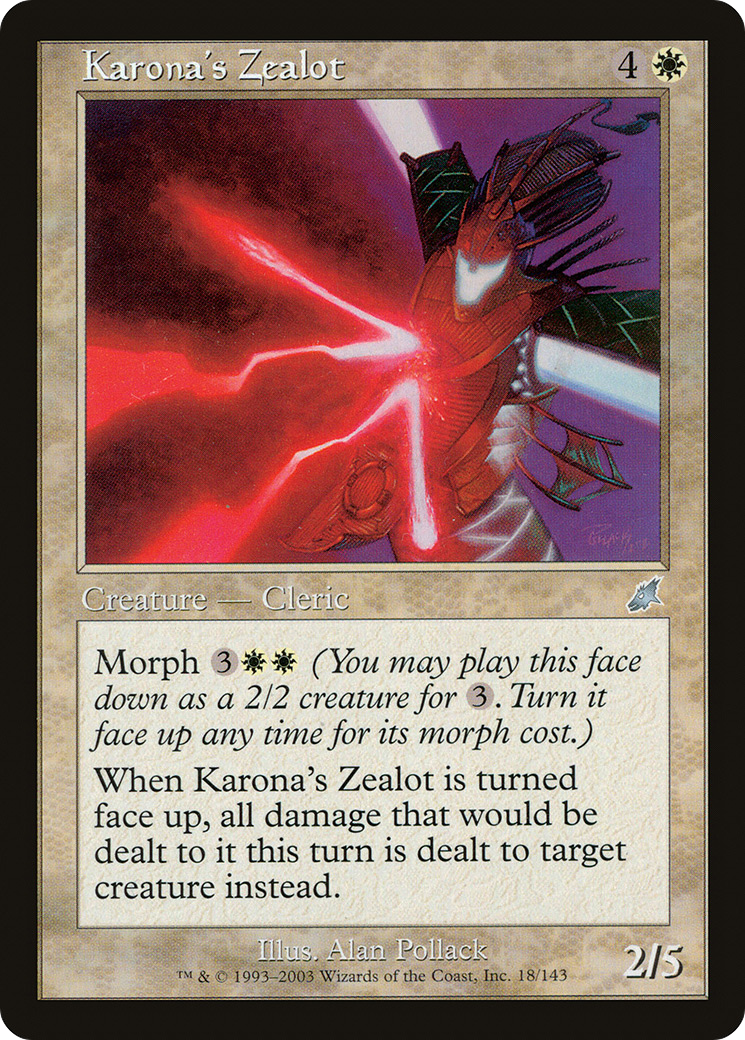 Karona's Zealot 4
Creature — Cleric
Morph 3 (You may play this face
down as a 2/2 creature for 3. Turn it
face up any time for its morph cost.)
When Karona's Zealot is turned
face up, all damage that would be
dealt to it this turn is dealt to target
creature instead.
Illus. Alan Pollack
™ & © 1993–2003 Wizards of the Coast, Inc. 18/143
2/5